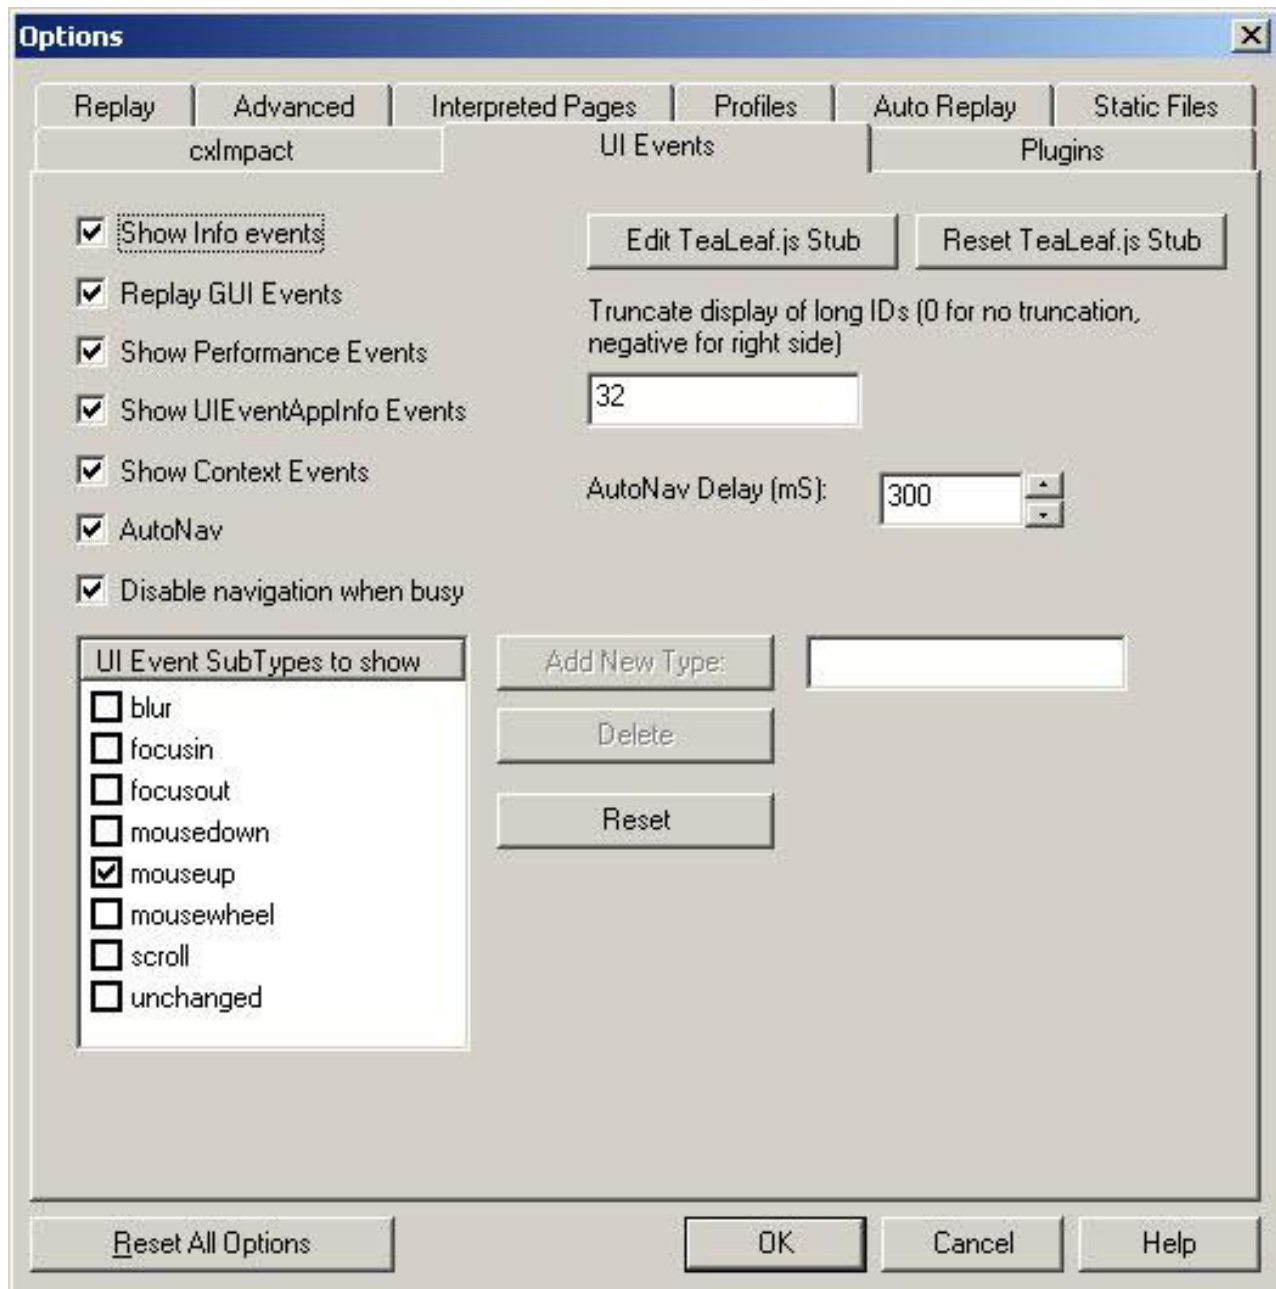 Options
Replay
Advanced
Interpreted Pages
Profiles
Auto Replay
Static Files
cxImpact
UI Events
Plugins
Show Info events
Replay GUI Events
Show Performance Events
Show UIEventAppInfo Events
Show Context Events
AutoNav
Disable navigation when busy
Edit TeaLeaf.js Stub
Reset TeaLeaf.js Stub
Truncate display of long IDs (0 for no truncation,
negative for right side)
32
AutoNav Delay (mS):
300
UI Event SubTypes to show
blur
focusin
focusout
mousedown
mouseup
mousewheel
scroll
unchanged
Add New Type:
Delete
Reset
Reset All Options
OK
Cancel
Help